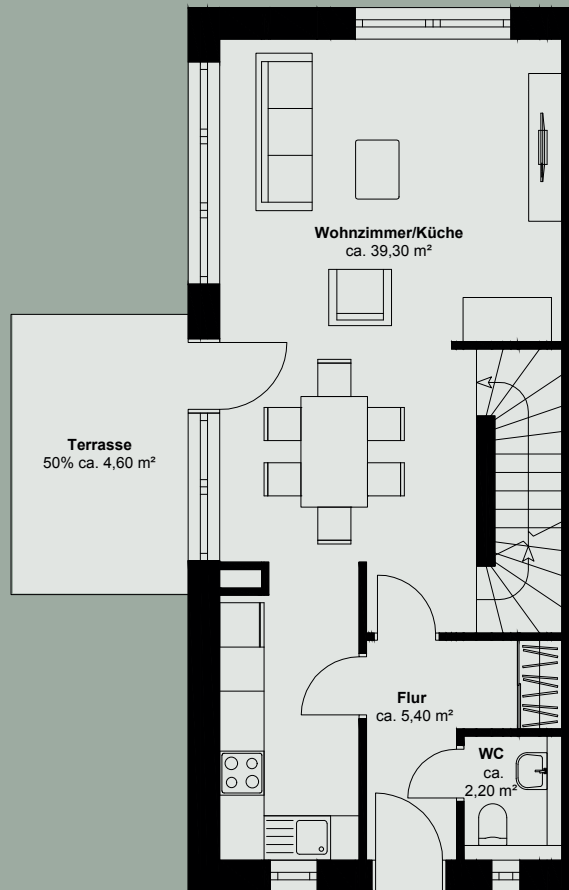 Wohnzimmer/Küche
ca. 39,30 m²
Terrasse
50% ca. 4,60 m²
Flur
ca. 5,40 m²
WC
ca.
2,20 m²